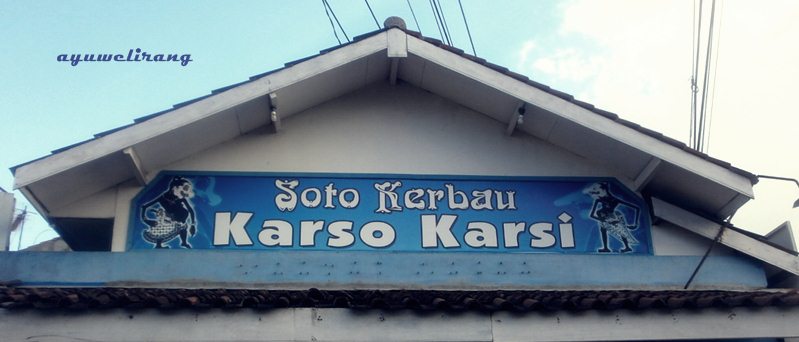 ayuwelirang
Soto Kerbau
Karso Karsi